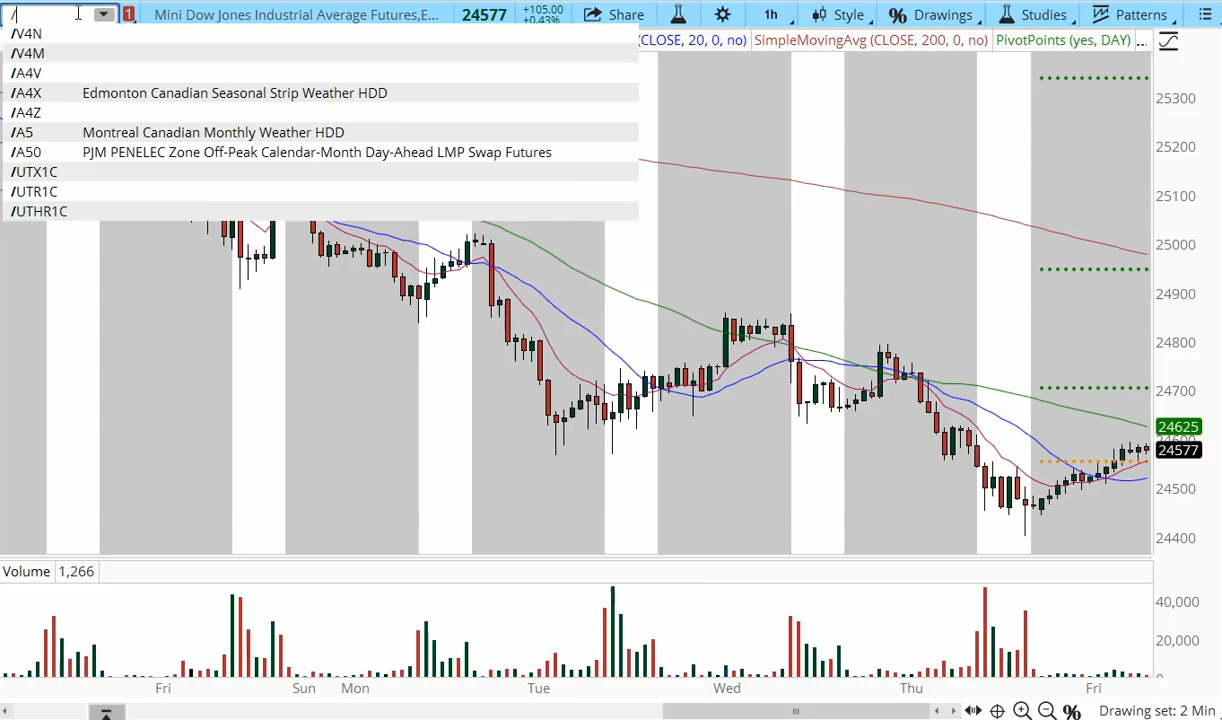 /
1
Mini Dow Jones Industrial Average Futures,E...
24577
+105.00
+0.43%
Share
1h
Style
% Drawings
Studies
Patterns
/V4N
/V4M
/A4V
/A4X Edmonton Canadian Seasonal Strip Weather HDD
/A4Z
/A5 Montreal Canadian Monthly Weather HDD
/A50 PJM PENELEC Zone Off-Peak Calendar-Month Day-Ahead LMP Swap Futures
/UTX1C
/UTR1C
/UTHR1C
(CLOSE, 20, 0, no) SimpleMovingAvg (CLOSE, 200, 0, no) PivotPoints (yes, DAY) ...
25300
25200
25100
25000
24900
24800
24700
24625
24577
24500
24400
Volume 1,266
40,000
20,000
0
Fri Sun Mon Tue Wed Thu Fri
% Drawing set: 2 Min